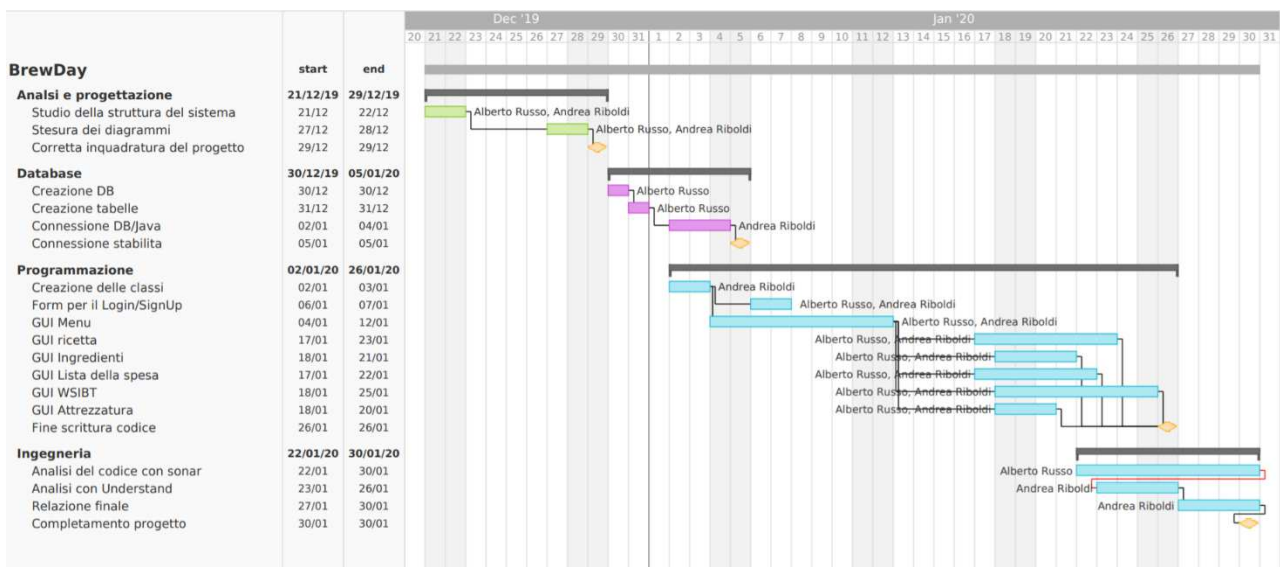 Dec '19 Jan '20
20 21 22 23 24 25 26 27 28 29 30 31 1 2 3 4 5 6 7 8 9 10 11 12 13 14 15 16 17 18 19 20 21 22 23 24 25 26 27 28 29 30 31
BrewDay start end
Analsi e progettazione 21/12/19 29/12/19
Studio della struttura del sistema 21/12 22/12 Alberto Russo, Andrea Riboldi
Stesura dei diagrammi 27/12 28/12 Alberto Russo, Andrea Riboldi
Corretta inquadratura del progetto 29/12 29/12
Database 30/12/19 05/01/20
Creazione DB 30/12 30/12 Alberto Russo
Creazione tabelle 31/12 31/12 Alberto Russo
Connessione DB/Java 02/01 04/01 Andrea Riboldi
Connessione stabilita 05/01 05/01
Programmazione 02/01/20 26/01/20
Creazione delle classi 02/01 03/01 Andrea Riboldi
Form per il Login/SignUp 06/01 07/01 Alberto Russo, Andrea Riboldi
GUI Menu 04/01 12/01 Alberto Russo, Andrea Riboldi
GUI ricetta 17/01 23/01 Alberto Russo, Andrea Riboldi
GUI Ingredienti 18/01 21/01 Alberto Russo, Andrea Riboldi
GUI Lista della spesa 17/01 22/01 Alberto Russo, Andrea Riboldi
GUI WSIBT 18/01 25/01 Alberto Russo, Andrea Riboldi
GUI Attrezzatura 18/01 20/01 Alberto Russo, Andrea Riboldi
Fine scrittura codice 26/01 26/01
Ingegneria 22/01/20 30/01/20
Analisi del codice con sonar 22/01 30/01 Alberto Russo
Analisi con Understand 23/01 26/01 Andrea Riboldi
Relazione finale 27/01 30/01 Andrea Riboldi
Completamento progetto 30/01 30/01